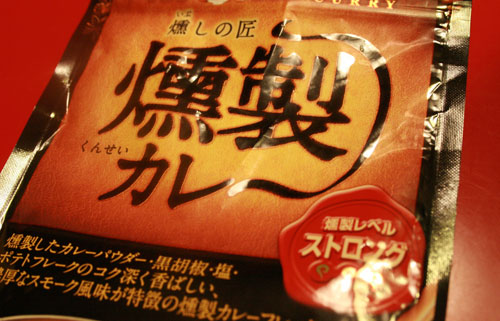 CURRY
燻しの匠
燻製
くんせい
カレー
燻製レベル
ストロング
燻製したカレーパウダー・黒胡椒・塩・
ポテトフレークのコク深く香ばしい、
厚なスモーク風味が特徴の燻製カレーフレ